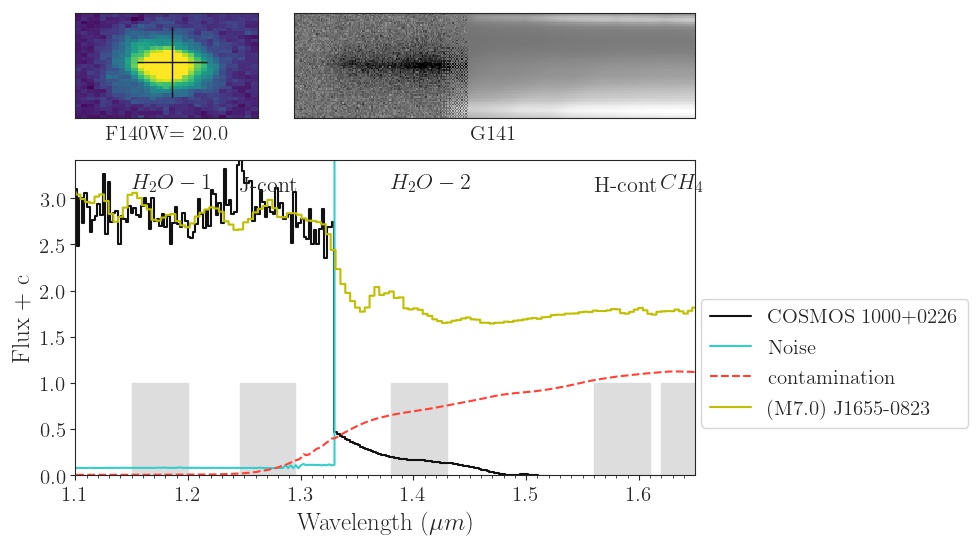 F140W= 20.0
G141
H₂O − 1
J-cont
H₂O − 2
H-cont
CH₄
3.0
2.5
2.0
1.5
1.0
0.5
0.0
Flux + c
1.1
1.2
1.3
1.4
1.5
1.6
Wavelength (μm)
COSMOS 1000+0226
Noise
contamination
(M7.0) J1655-0823